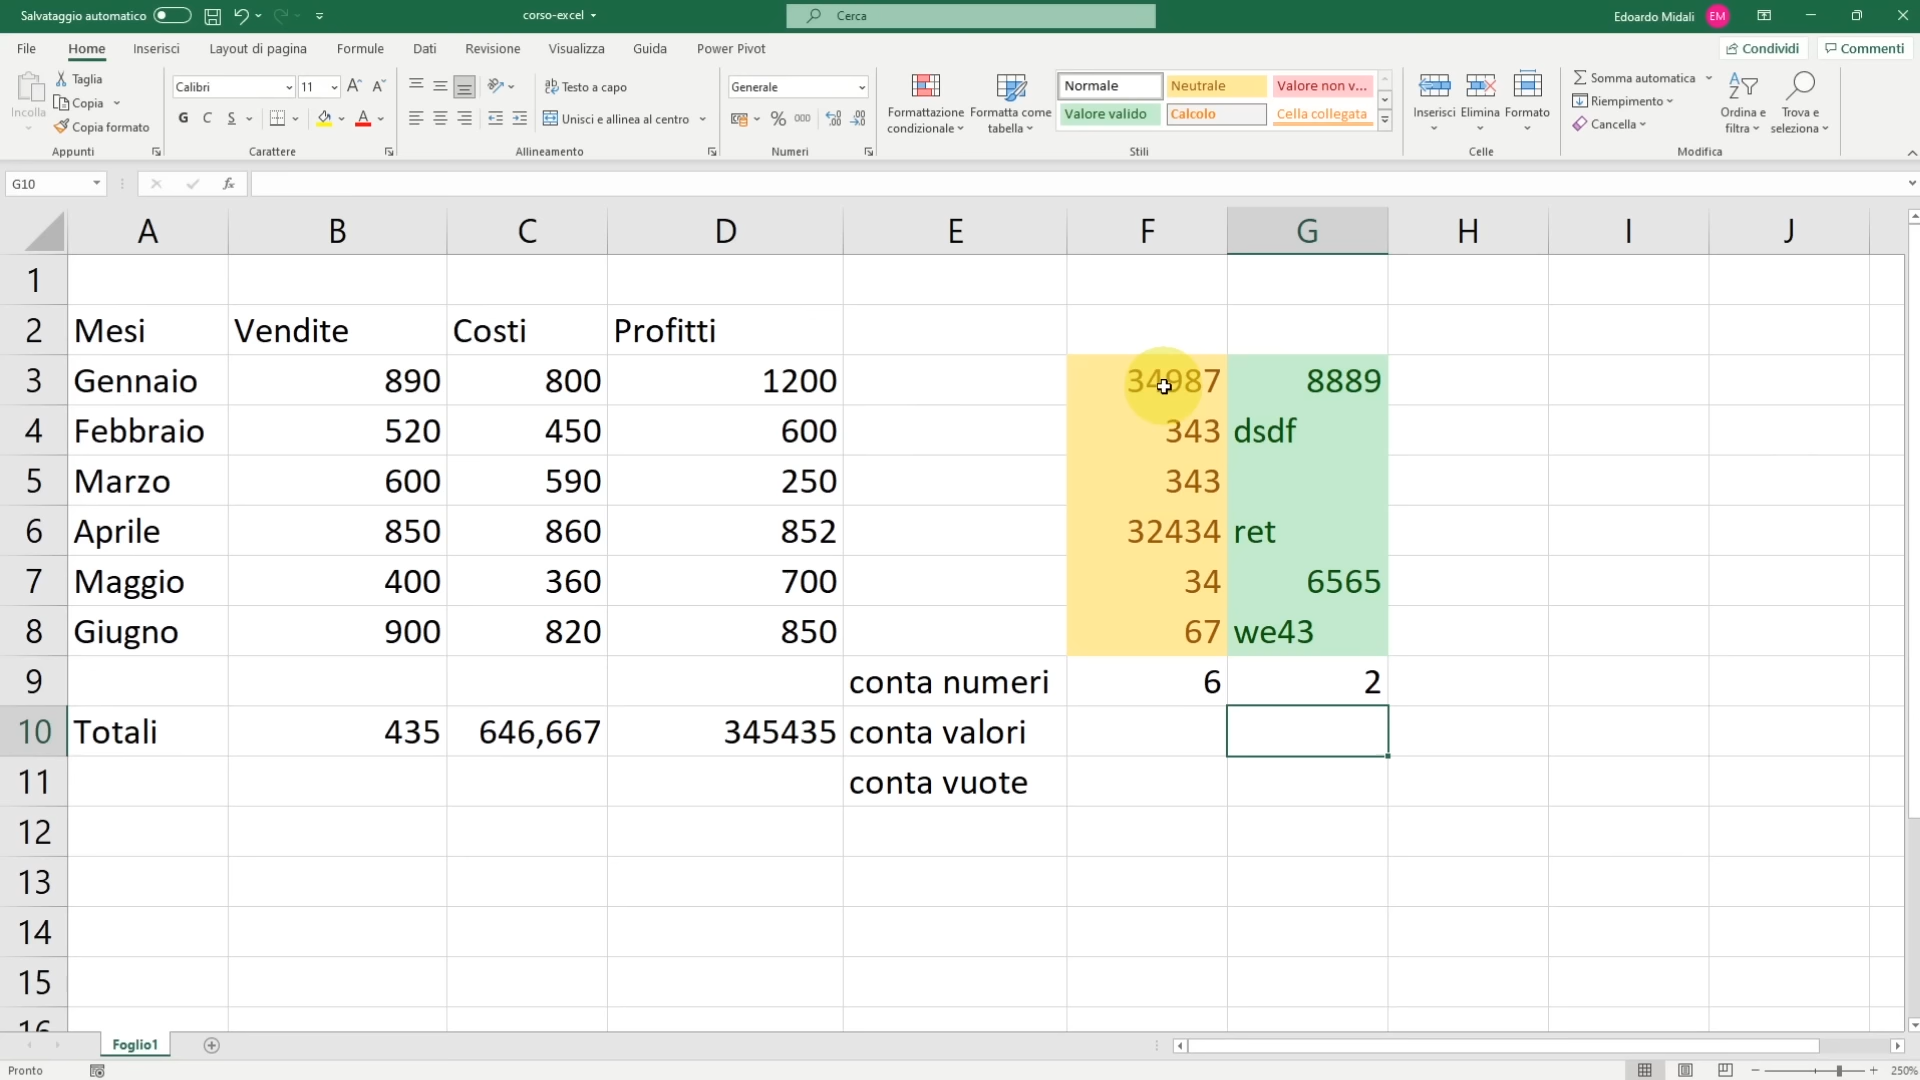 Salvataggio automatico
corso-excel
Cerca
Edoardo Midali
EM
File
Home
Inserisci
Layout di pagina
Formule
Dati
Revisione
Visualizza
Guida
Power Pivot
Condividi
Commenti
Incolla
Taglia
Copia
Copia formato
Appunti
Calibri
11
G C S
Carattere
Testo a capo
Unisci e allinea al centro
Allineamento
Generale
% 000
Numeri
Formattazione
condizionale
Formatta come
tabella
Normale
Neutrale
Valore non v...
Valore valido
Calcolo
Cella collegata
Stili
Inserisci
Elimina
Formato
Celle
Somma automatica
Riempimento
Cancella
Ordina e
filtra
Trova e
seleziona
Modifica
G10
fx
A B C D E F G H I J
1
2 Mesi Vendite Costi Profitti
3 Gennaio 890 800 1200 34987 8889
4 Febbraio 520 450 600 343 dsdf
5 Marzo 600 590 250 343
6 Aprile 850 860 852 32434 ret
7 Maggio 400 360 700 34 6565
8 Giugno 900 820 850 67 we43
9 conta numeri 6 2
10 Totali 435 646,667 345435 conta valori
11 conta vuote
12
13
14
15
16
Foglio1
Pronto
250%